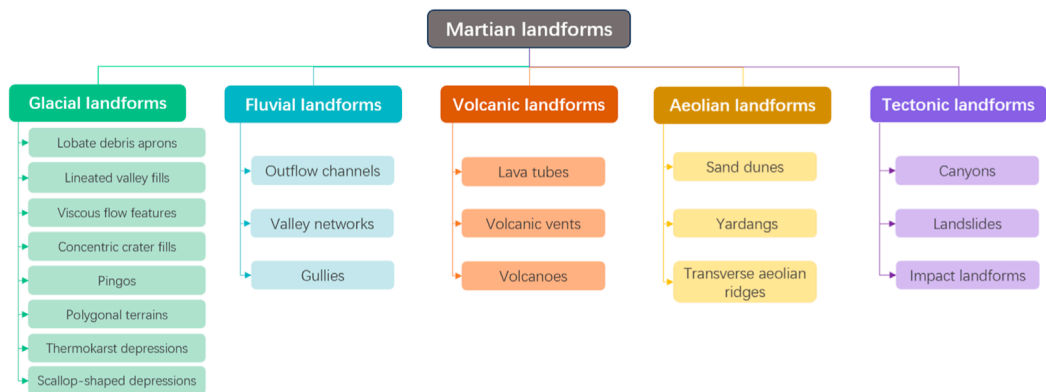 Martian landforms
Glacial landforms
Lobate debris aprons
Lineated valley fills
Viscous flow features
Concentric crater fills
Pingos
Polygonal terrains
Thermokarst depressions
Scallop-shaped depressions
Fluvial landforms
Outflow channels
Valley networks
Gullies
Volcanic landforms
Lava tubes
Volcanic vents
Volcanoes
Aeolian landforms
Sand dunes
Yardangs
Transverse aeolian
ridges
Tectonic landforms
Canyons
Landslides
Impact landforms